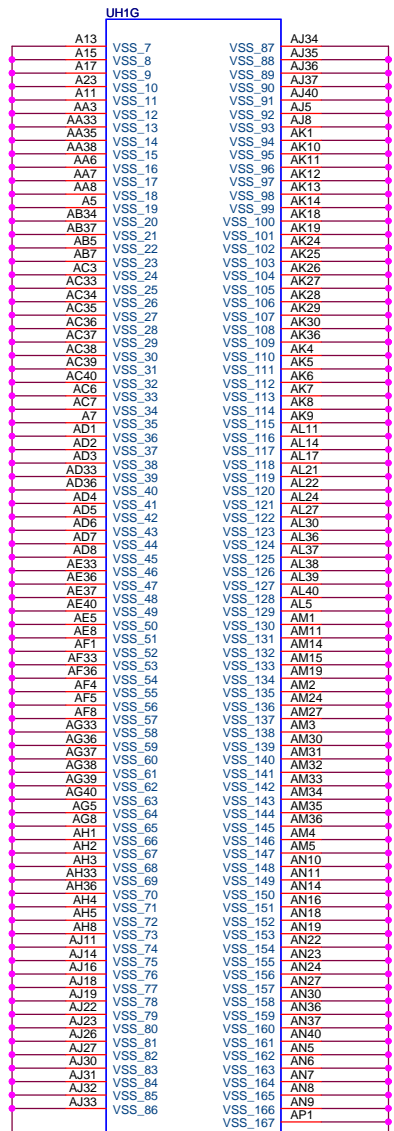 UH1G
A13 VSS_7 VSS_87 AJ34
A15 VSS_8 VSS_88 AJ35
A17 VSS_9 VSS_89 AJ36
A23 VSS_10 VSS_90 AJ37
A11 VSS_11 VSS_91 AJ40
AA3 VSS_12 VSS_92 AJ5
AA33 VSS_13 VSS_93 AJ8
AA35 VSS_14 VSS_94 AK1
AA38 VSS_15 VSS_95 AK10
AA6 VSS_16 VSS_96 AK11
AA7 VSS_17 VSS_97 AK12
AA8 VSS_18 VSS_98 AK13
A5 VSS_19 VSS_99 AK14
AB34 VSS_20 VSS_100 AK18
AB37 VSS_21 VSS_101 AK19
AB5 VSS_22 VSS_102 AK24
AB7 VSS_23 VSS_103 AK25
AC3 VSS_24 VSS_104 AK26
AC33 VSS_25 VSS_105 AK27
AC34 VSS_26 VSS_106 AK28
AC35 VSS_27 VSS_107 AK29
AC36 VSS_28 VSS_108 AK30
AC37 VSS_29 VSS_109 AK36
AC38 VSS_30 VSS_110 AK4
AC39 VSS_31 VSS_111 AK5
AC40 VSS_32 VSS_112 AK6
AC6 VSS_33 VSS_113 AK7
AC7 VSS_34 VSS_114 AK8
A7 VSS_35 VSS_115 AK9
AD1 VSS_36 VSS_116 AL11
AD2 VSS_37 VSS_117 AL14
AD3 VSS_38 VSS_118 AL17
AD33 VSS_39 VSS_119 AL21
AD36 VSS_40 VSS_120 AL22
AD4 VSS_41 VSS_121 AL24
AD5 VSS_42 VSS_122 AL27
AD6 VSS_43 VSS_123 AL30
AD7 VSS_44 VSS_124 AL36
AD8 VSS_45 VSS_125 AL37
AE33 VSS_46 VSS_126 AL38
AE36 VSS_47 VSS_127 AL39
AE37 VSS_48 VSS_128 AL40
AE40 VSS_49 VSS_129 AL5
AE5 VSS_50 VSS_130 AM1
AE8 VSS_51 VSS_131 AM11
AF1 VSS_52 VSS_132 AM14
AF33 VSS_53 VSS_133 AM15
AF36 VSS_54 VSS_134 AM19
AF4 VSS_55 VSS_135 AM2
AF5 VSS_56 VSS_136 AM24
AF8 VSS_57 VSS_137 AM27
AG33 VSS_58 VSS_138 AM3
AG36 VSS_59 VSS_139 AM30
AG37 VSS_60 VSS_140 AM31
AG38 VSS_61 VSS_141 AM32
AG39 VSS_62 VSS_142 AM33
AG40 VSS_63 VSS_143 AM34
AG5 VSS_64 VSS_144 AM35
AG8 VSS_65 VSS_145 AM36
AH1 VSS_66 VSS_146 AM4
AH2 VSS_67 VSS_147 AM5
AH3 VSS_68 VSS_148 AN10
AH33 VSS_69 VSS_149 AN11
AH36 VSS_70 VSS_150 AN14
AH4 VSS_71 VSS_151 AN16
AH5 VSS_72 VSS_152 AN18
AH8 VSS_73 VSS_153 AN19
AJ11 VSS_74 VSS_154 AN22
AJ14 VSS_75 VSS_155 AN23
AJ16 VSS_76 VSS_156 AN24
AJ18 VSS_77 VSS_157 AN27
AJ19 VSS_78 VSS_158 AN30
AJ22 VSS_79 VSS_159 AN36
AJ23 VSS_80 VSS_160 AN37
AJ26 VSS_81 VSS_161 AN40
AJ27 VSS_82 VSS_162 AN5
AJ30 VSS_83 VSS_163 AN6
AJ31 VSS_84 VSS_164 AN7
AJ32 VSS_85 VSS_165 AN8
AJ33 VSS_86 VSS_166 AN9
VSS_167 AP1